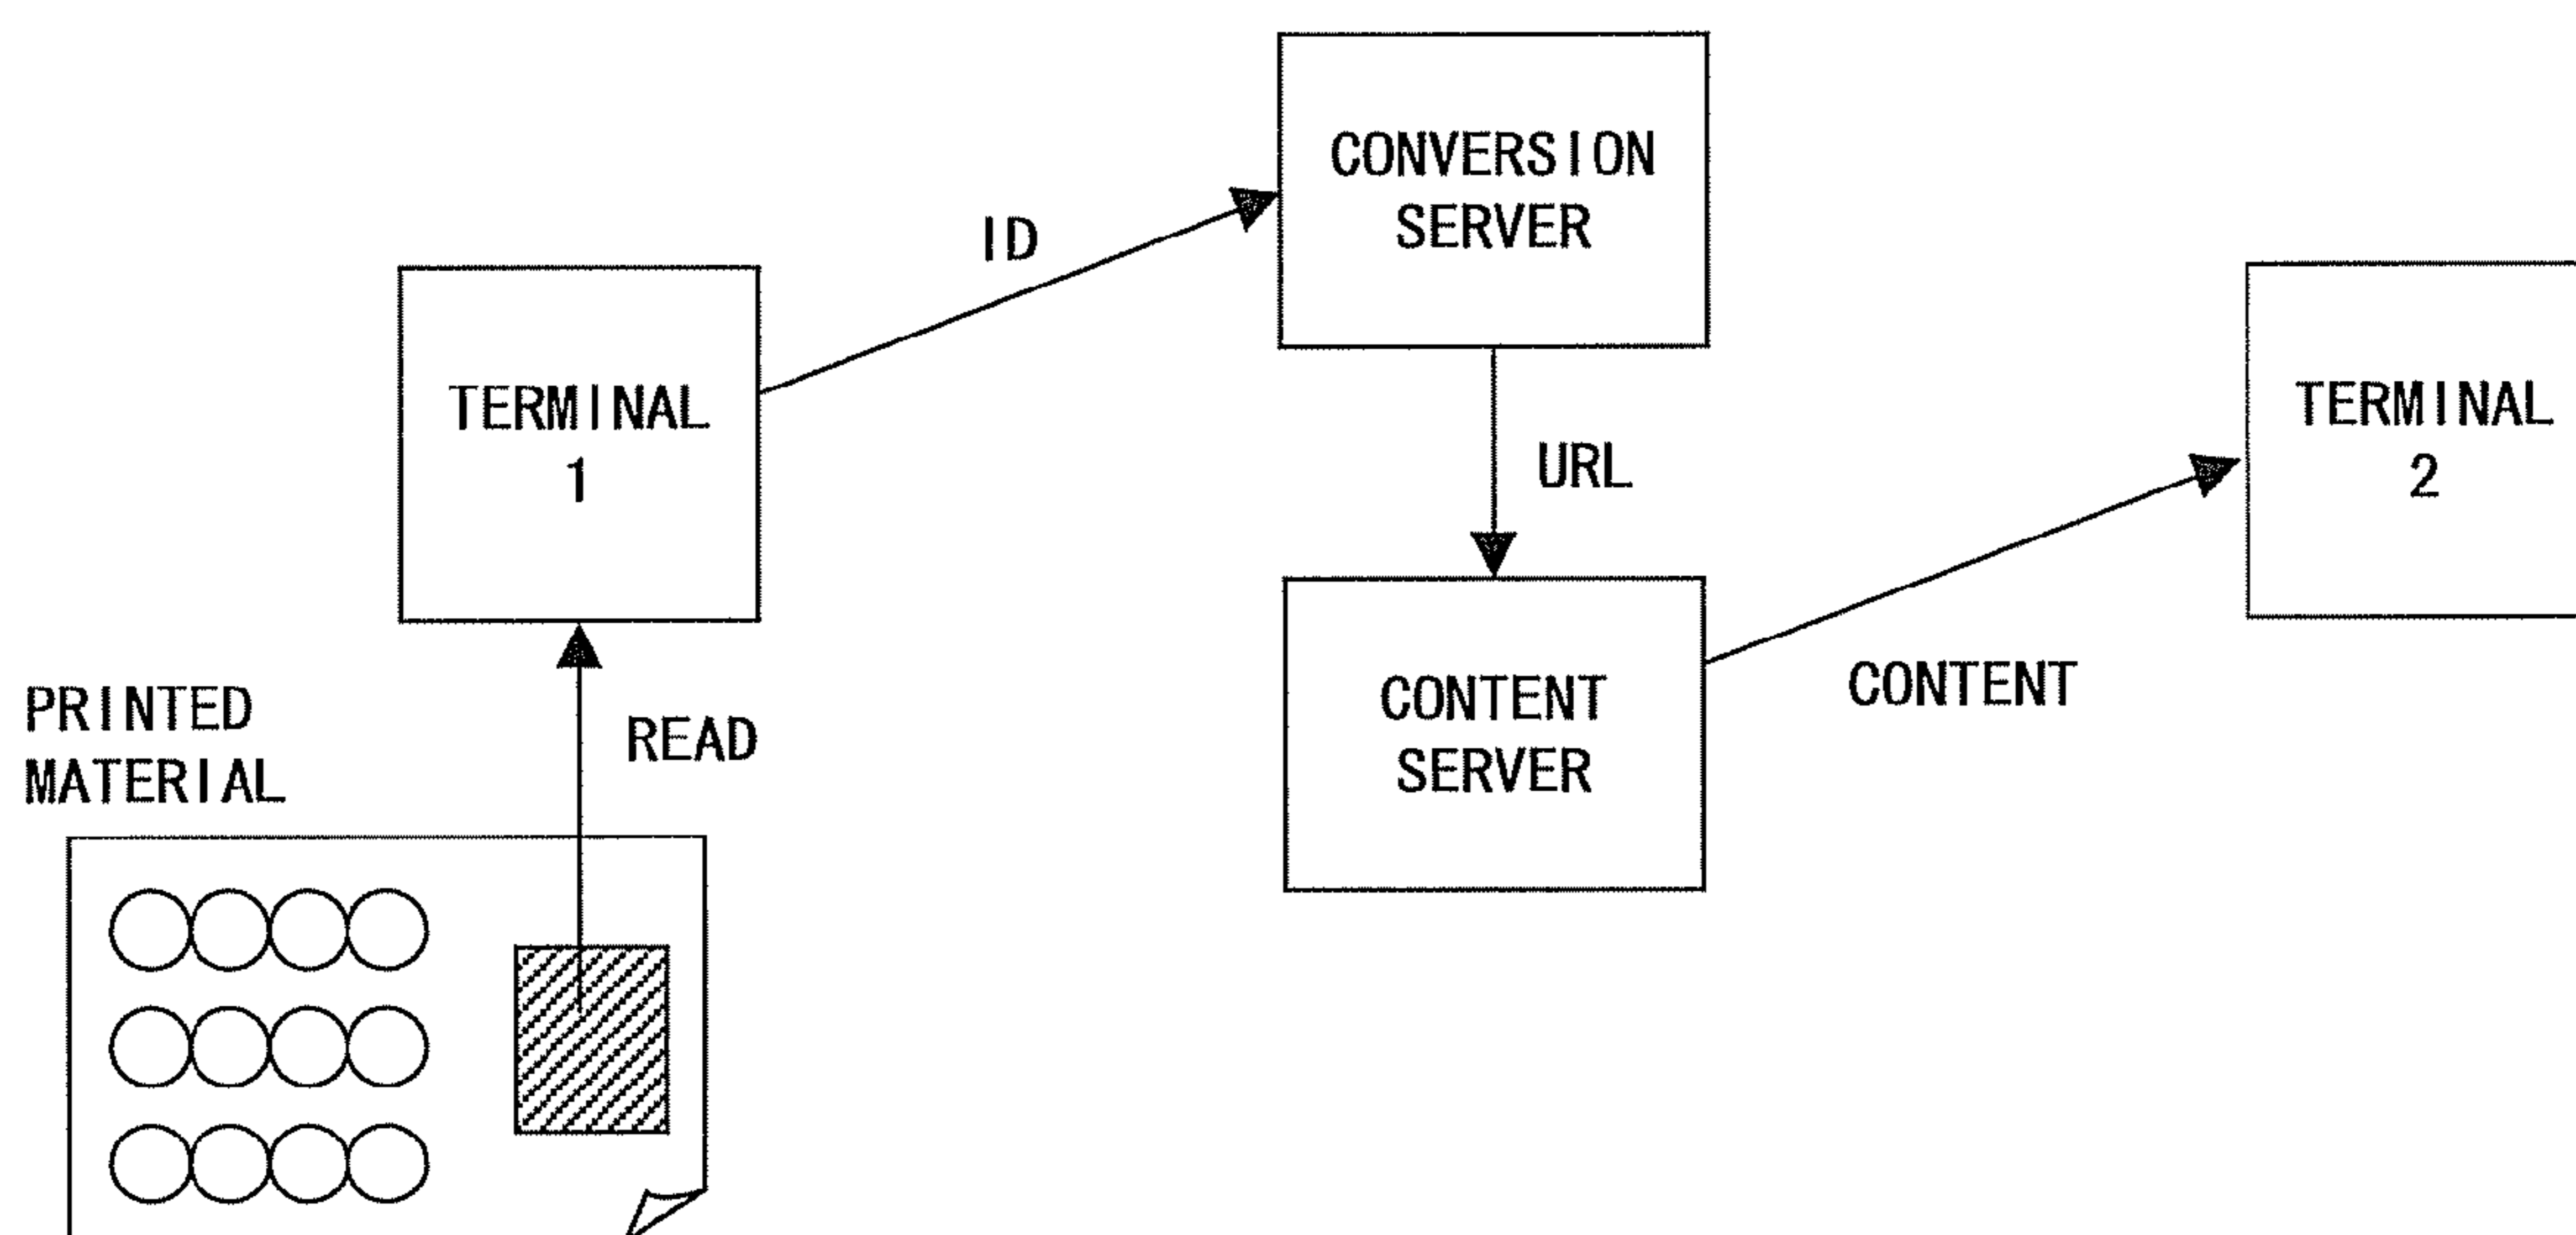 CONVERSION
SERVER
ID
TERMINAL
1
TERMINAL
2
URL
CONTENT
SERVER
CONTENT
PRINTED
MATERIAL
READ